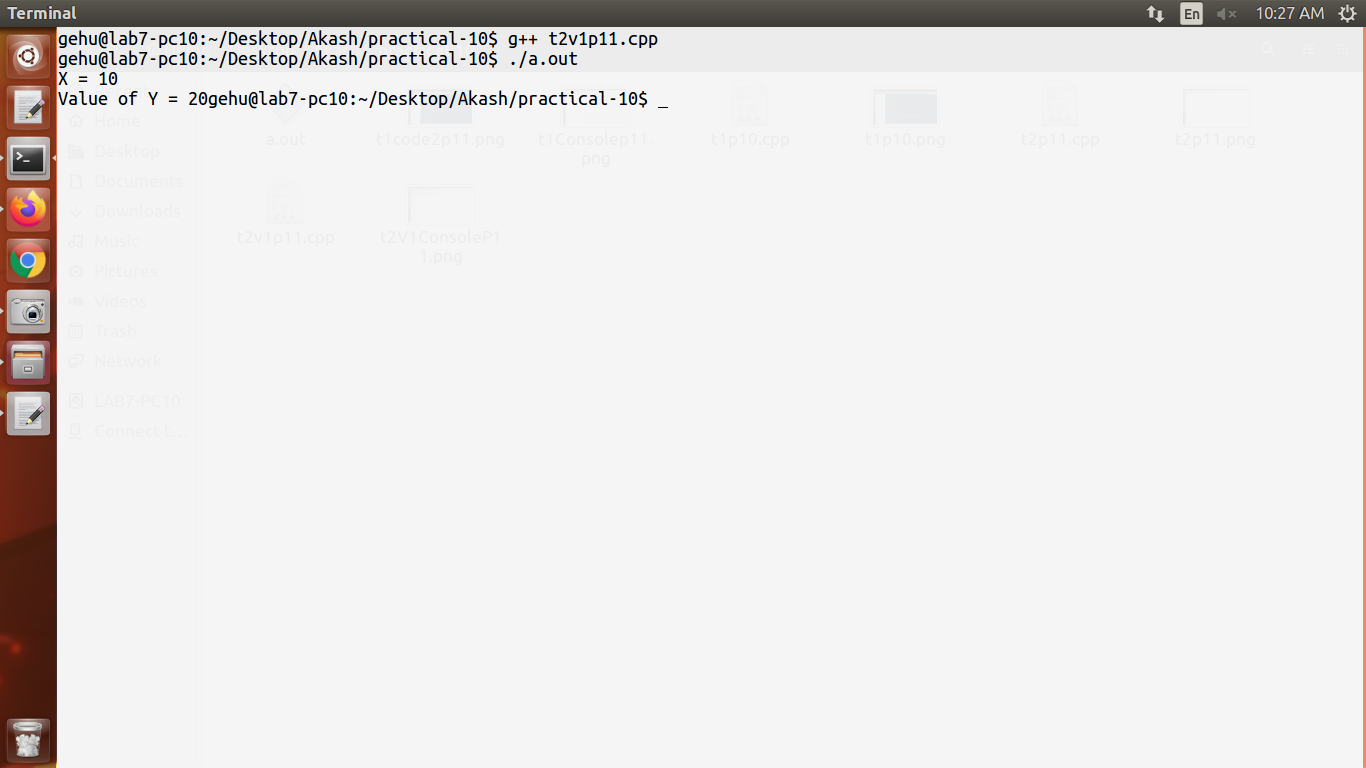 Terminal
En
10:27 AM
gehu@lab7-pc10:~/Desktop/Akash/practical-10$ g++ t2v1p11.cpp
gehu@lab7-pc10:~/Desktop/Akash/practical-10$ ./a.out
X = 10
Value of Y = 20gehu@lab7-pc10:~/Desktop/Akash/practical-10$ _
Home
Desktop
Documents
Downloads
Music
Pictures
Videos
Trash
Network
LAB7-PC10
Connect t...
a.out
t1code2p11.png
t1Consolep11.
png
t1p10.cpp
t1p10.png
t2p11.cpp
t2p11.png
t2v1p11.cpp
t2V1ConsoleP1
1.png